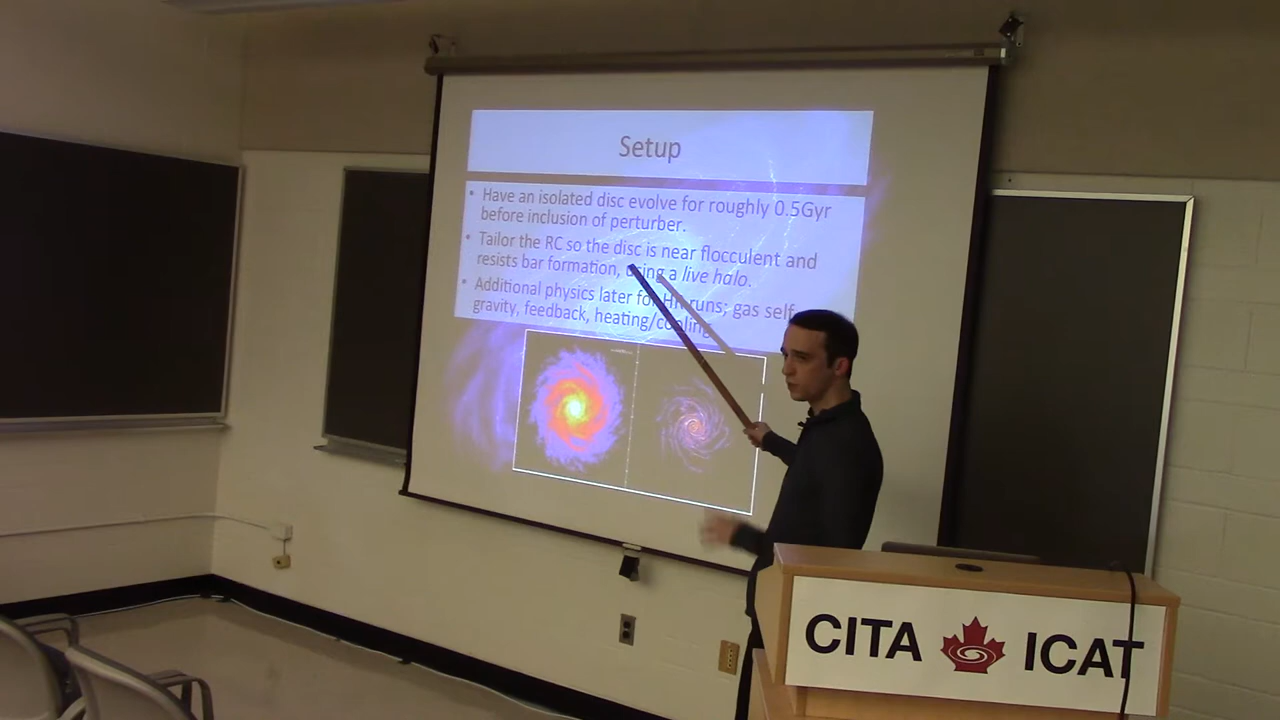 Setup
• Have an isolated disc evolve for roughly 0.5Gyr
before inclusion of perturber.
• Tailor the RC so the disc is near flocculent and
resists bar formation, using a live halo.
• Additional physics later for HR runs; gas self
gravity, feedback, heating/cooling
CITA ICAT